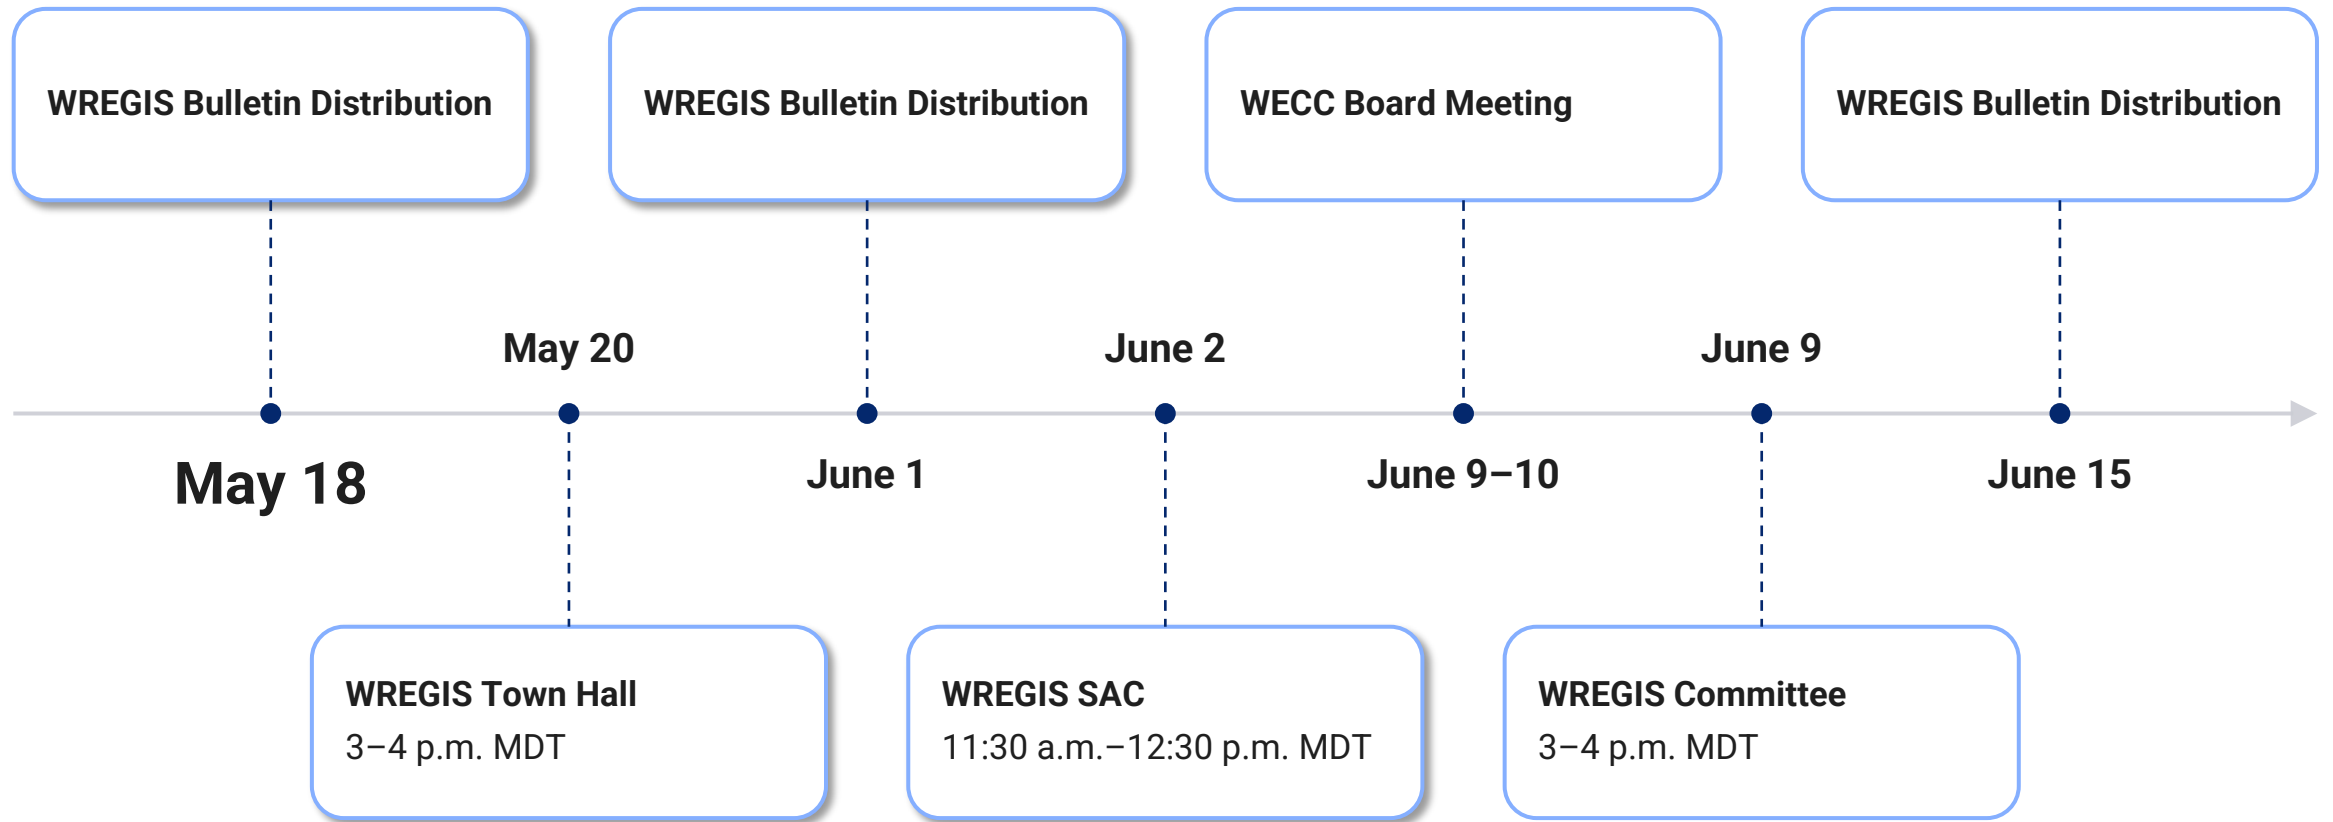 WREGIS Bulletin Distribution
WREGIS Bulletin Distribution
WECC Board Meeting
WREGIS Bulletin Distribution
May 20
June 2
June 9
May 18
June 1
June 9–10
June 15
WREGIS Town Hall
3–4 p.m. MDT
WREGIS SAC
11:30 a.m.–12:30 p.m. MDT
WREGIS Committee
3–4 p.m. MDT